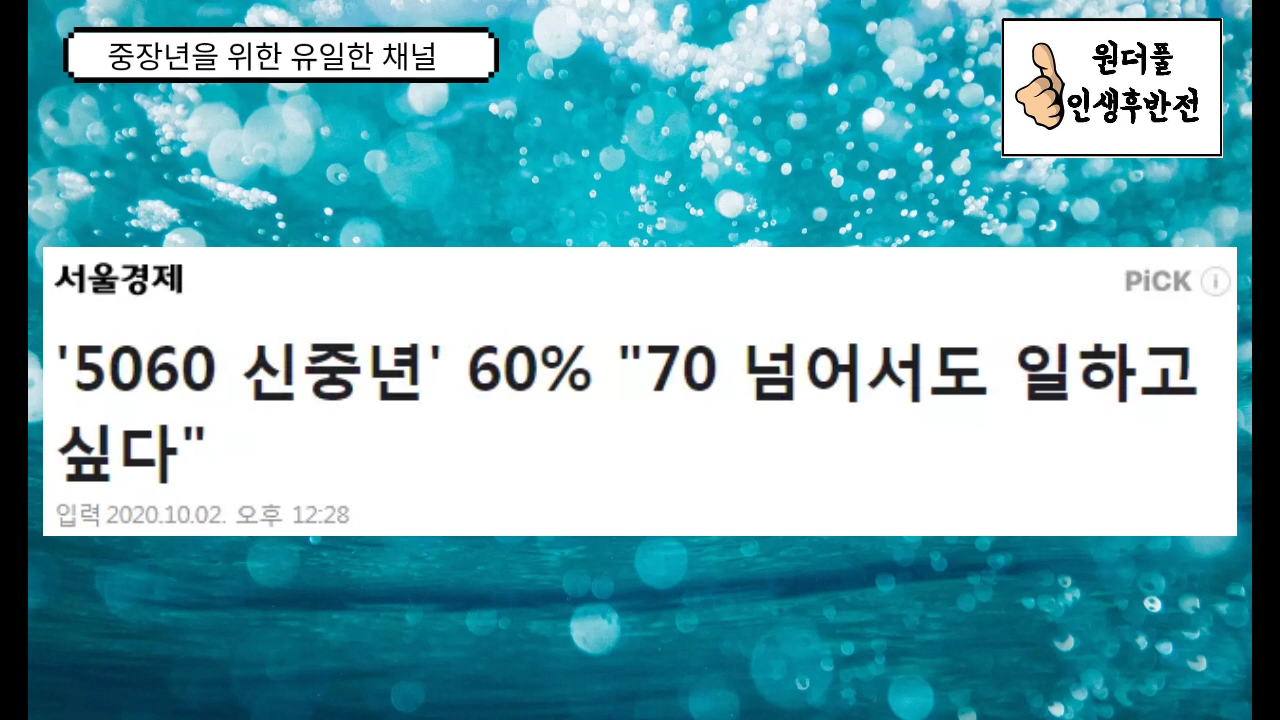 중장년을 위한 유일한 채널
원더풀
인생후반전
서울경제
PiCK i
'5060 신중년' 60% "70 넘어서도 일하고
싶다"
입력 2020.10.02. 오후 12:28